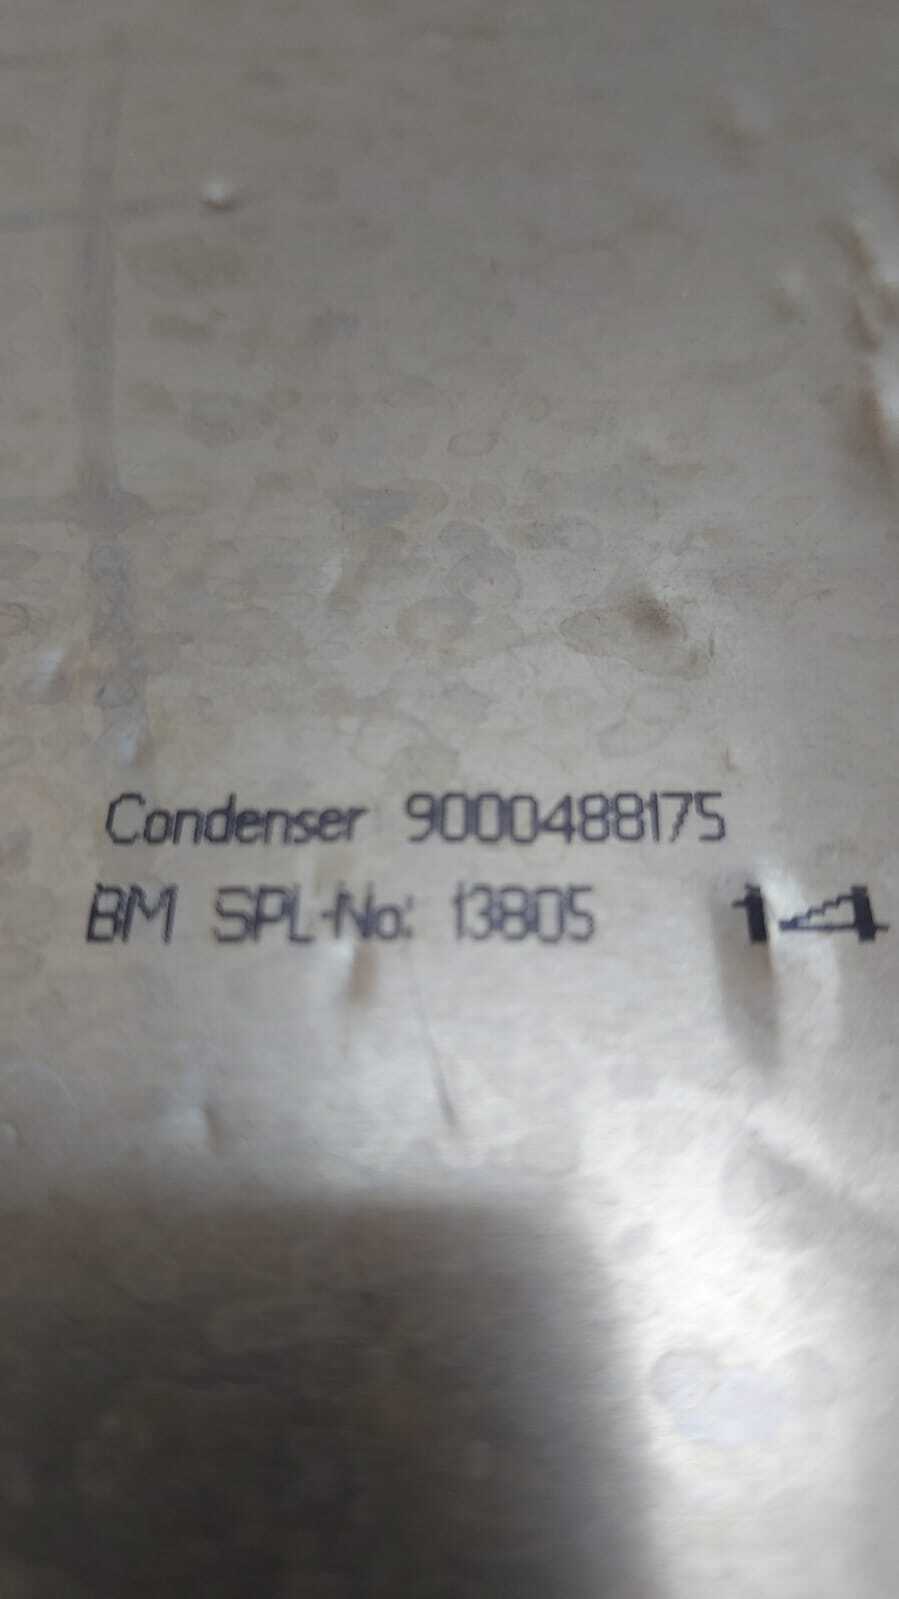 Condenser 9000488175
BM SPL-No: 13805